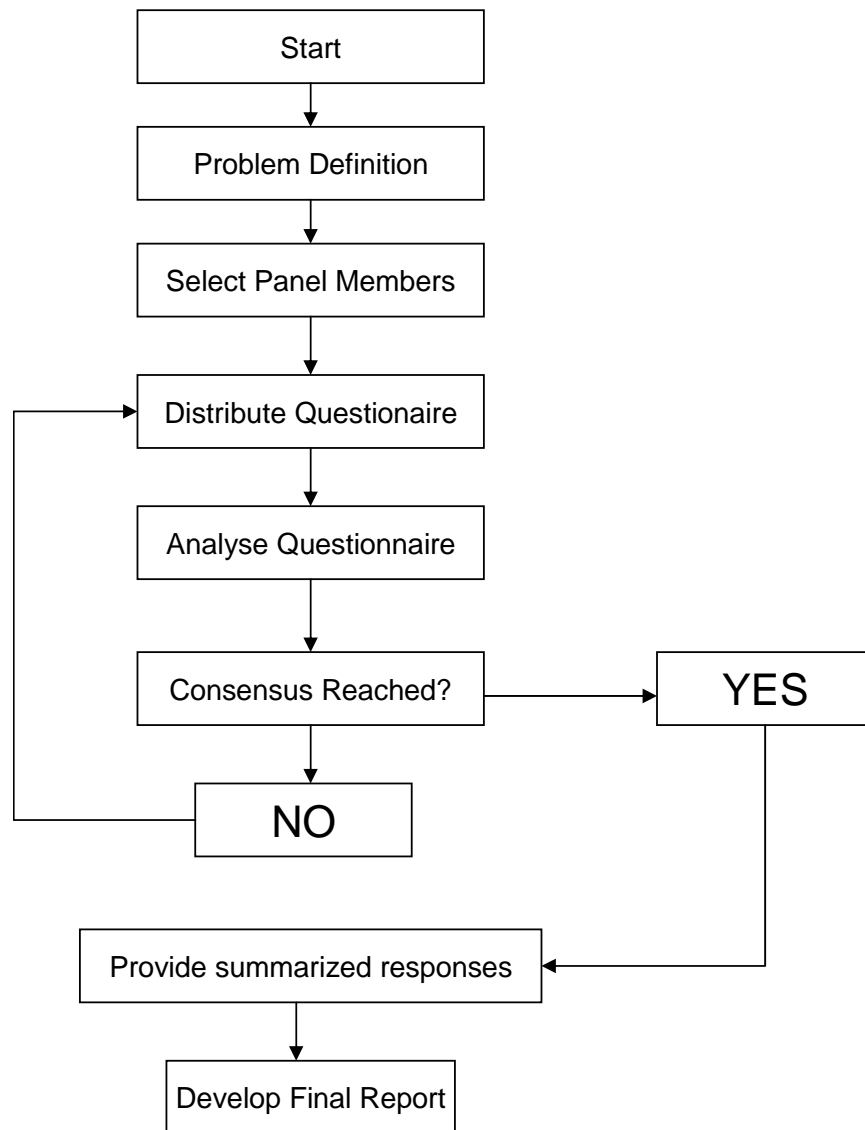 Start
Problem Definition
Select Panel Members
Distribute Questionaire
Analyse Questionnaire
Consensus Reached?
YES
NO
Provide summarized responses
Develop Final Report